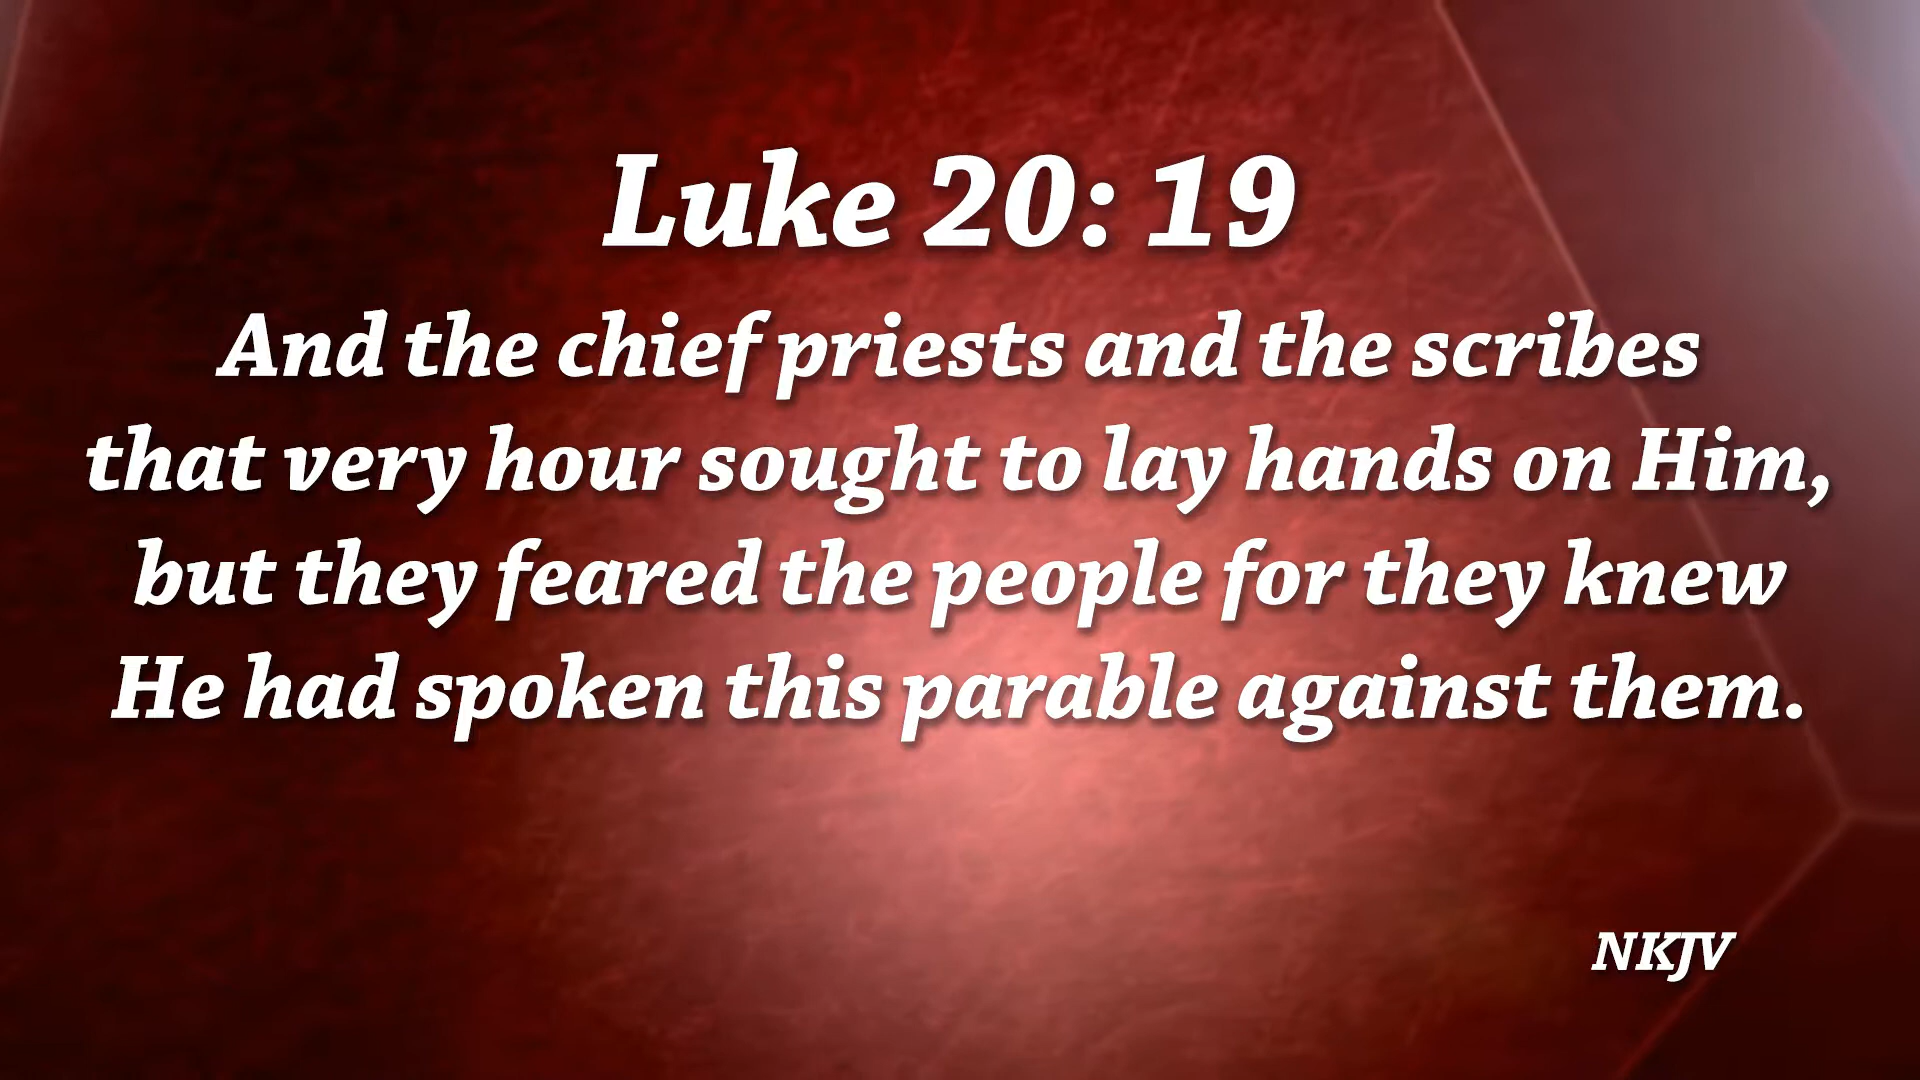 Luke 20: 19
And the chief priests and the scribes
that very hour sought to lay hands on Him,
but they feared the people for they knew
He had spoken this parable against them.
NKJV